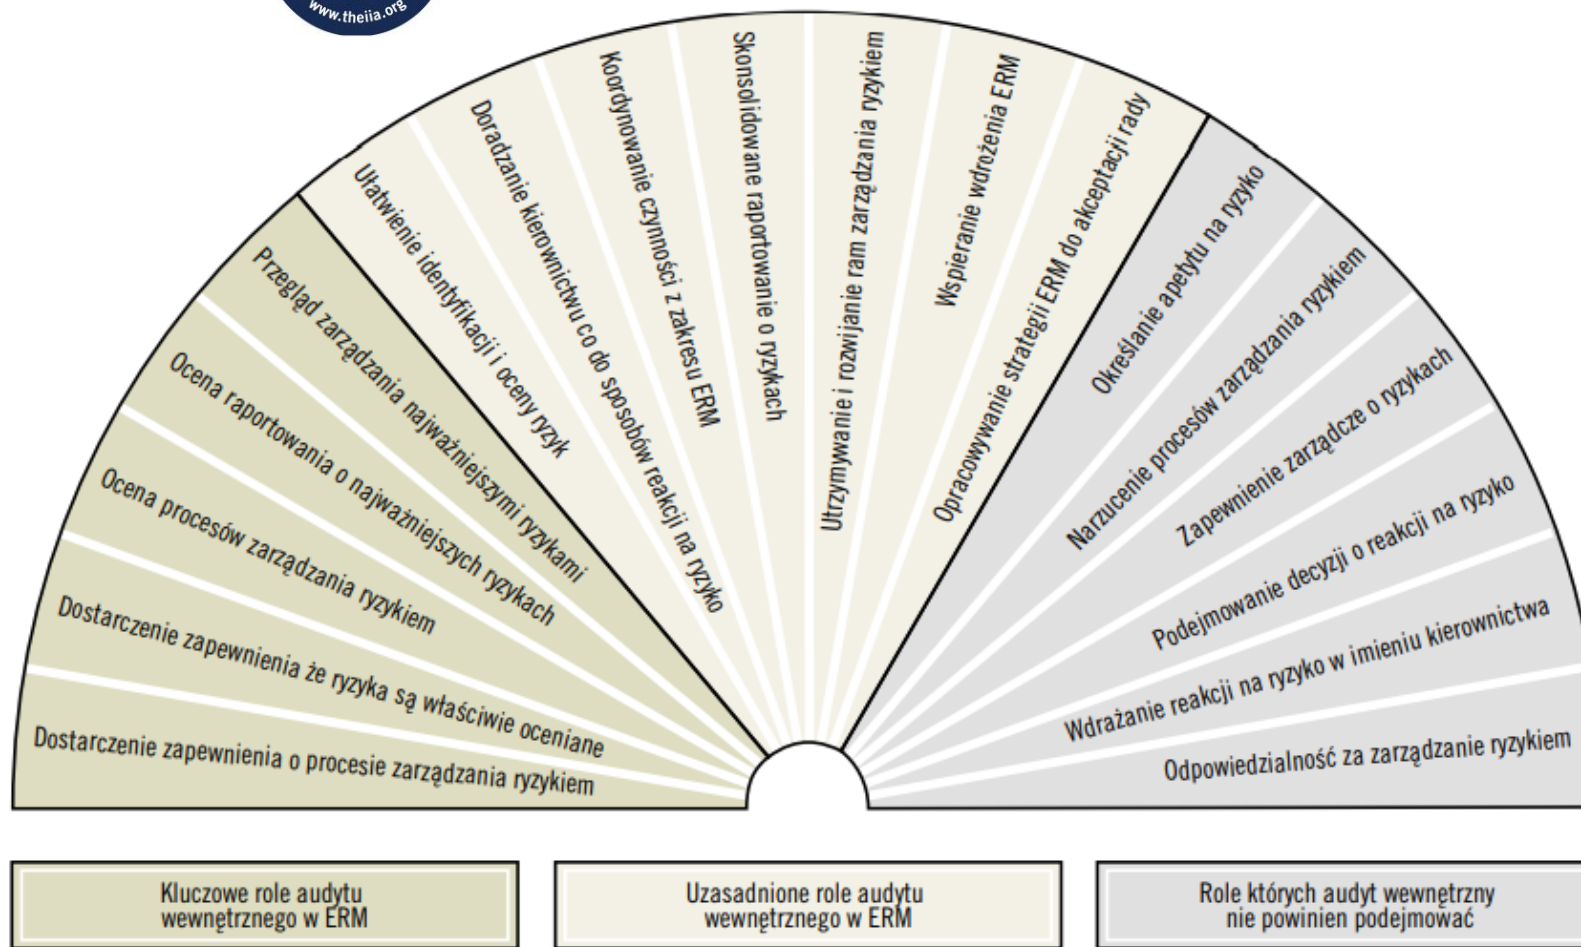 www.theiia.org
Dostarczenie zapewnienia o procesie zarządzania ryzykiem
Dostarczenie zapewnienia że ryzyka są właściwie oceniane
Ocena procesów zarządzania ryzykiem
Ocena raportowania o najważniejszych ryzykach
Przegląd zarządzania najważniejszymi ryzykami
Ułatwienie identyfikacji i oceny ryzyk
Doradzanie kierownictwu co do sposobów reakcji na ryzyko
Koordynowanie czynności z zakresu ERM
Skonsolidowane raportowanie o ryzykach
Utrzymywanie i rozwijanie ram zarządzania ryzykiem
Wspieranie wdrożenia ERM
Opracowywanie strategii ERM do akceptacji rady
Określanie apetytu na ryzyko
Narzucenie procesów zarządzania ryzykiem
Zapewnienie zarządcze o ryzykach
Podejmowanie decyzji o reakcji na ryzyko
Wdrażanie reakcji na ryzyko w imieniu kierownictwa
Odpowiedzialność za zarządzanie ryzykiem
Kluczowe role audytu
wewnętrznego w ERM
Uzasadnione role audytu
wewnętrznego w ERM
Role których audyt wewnętrzny
nie powinien podejmować